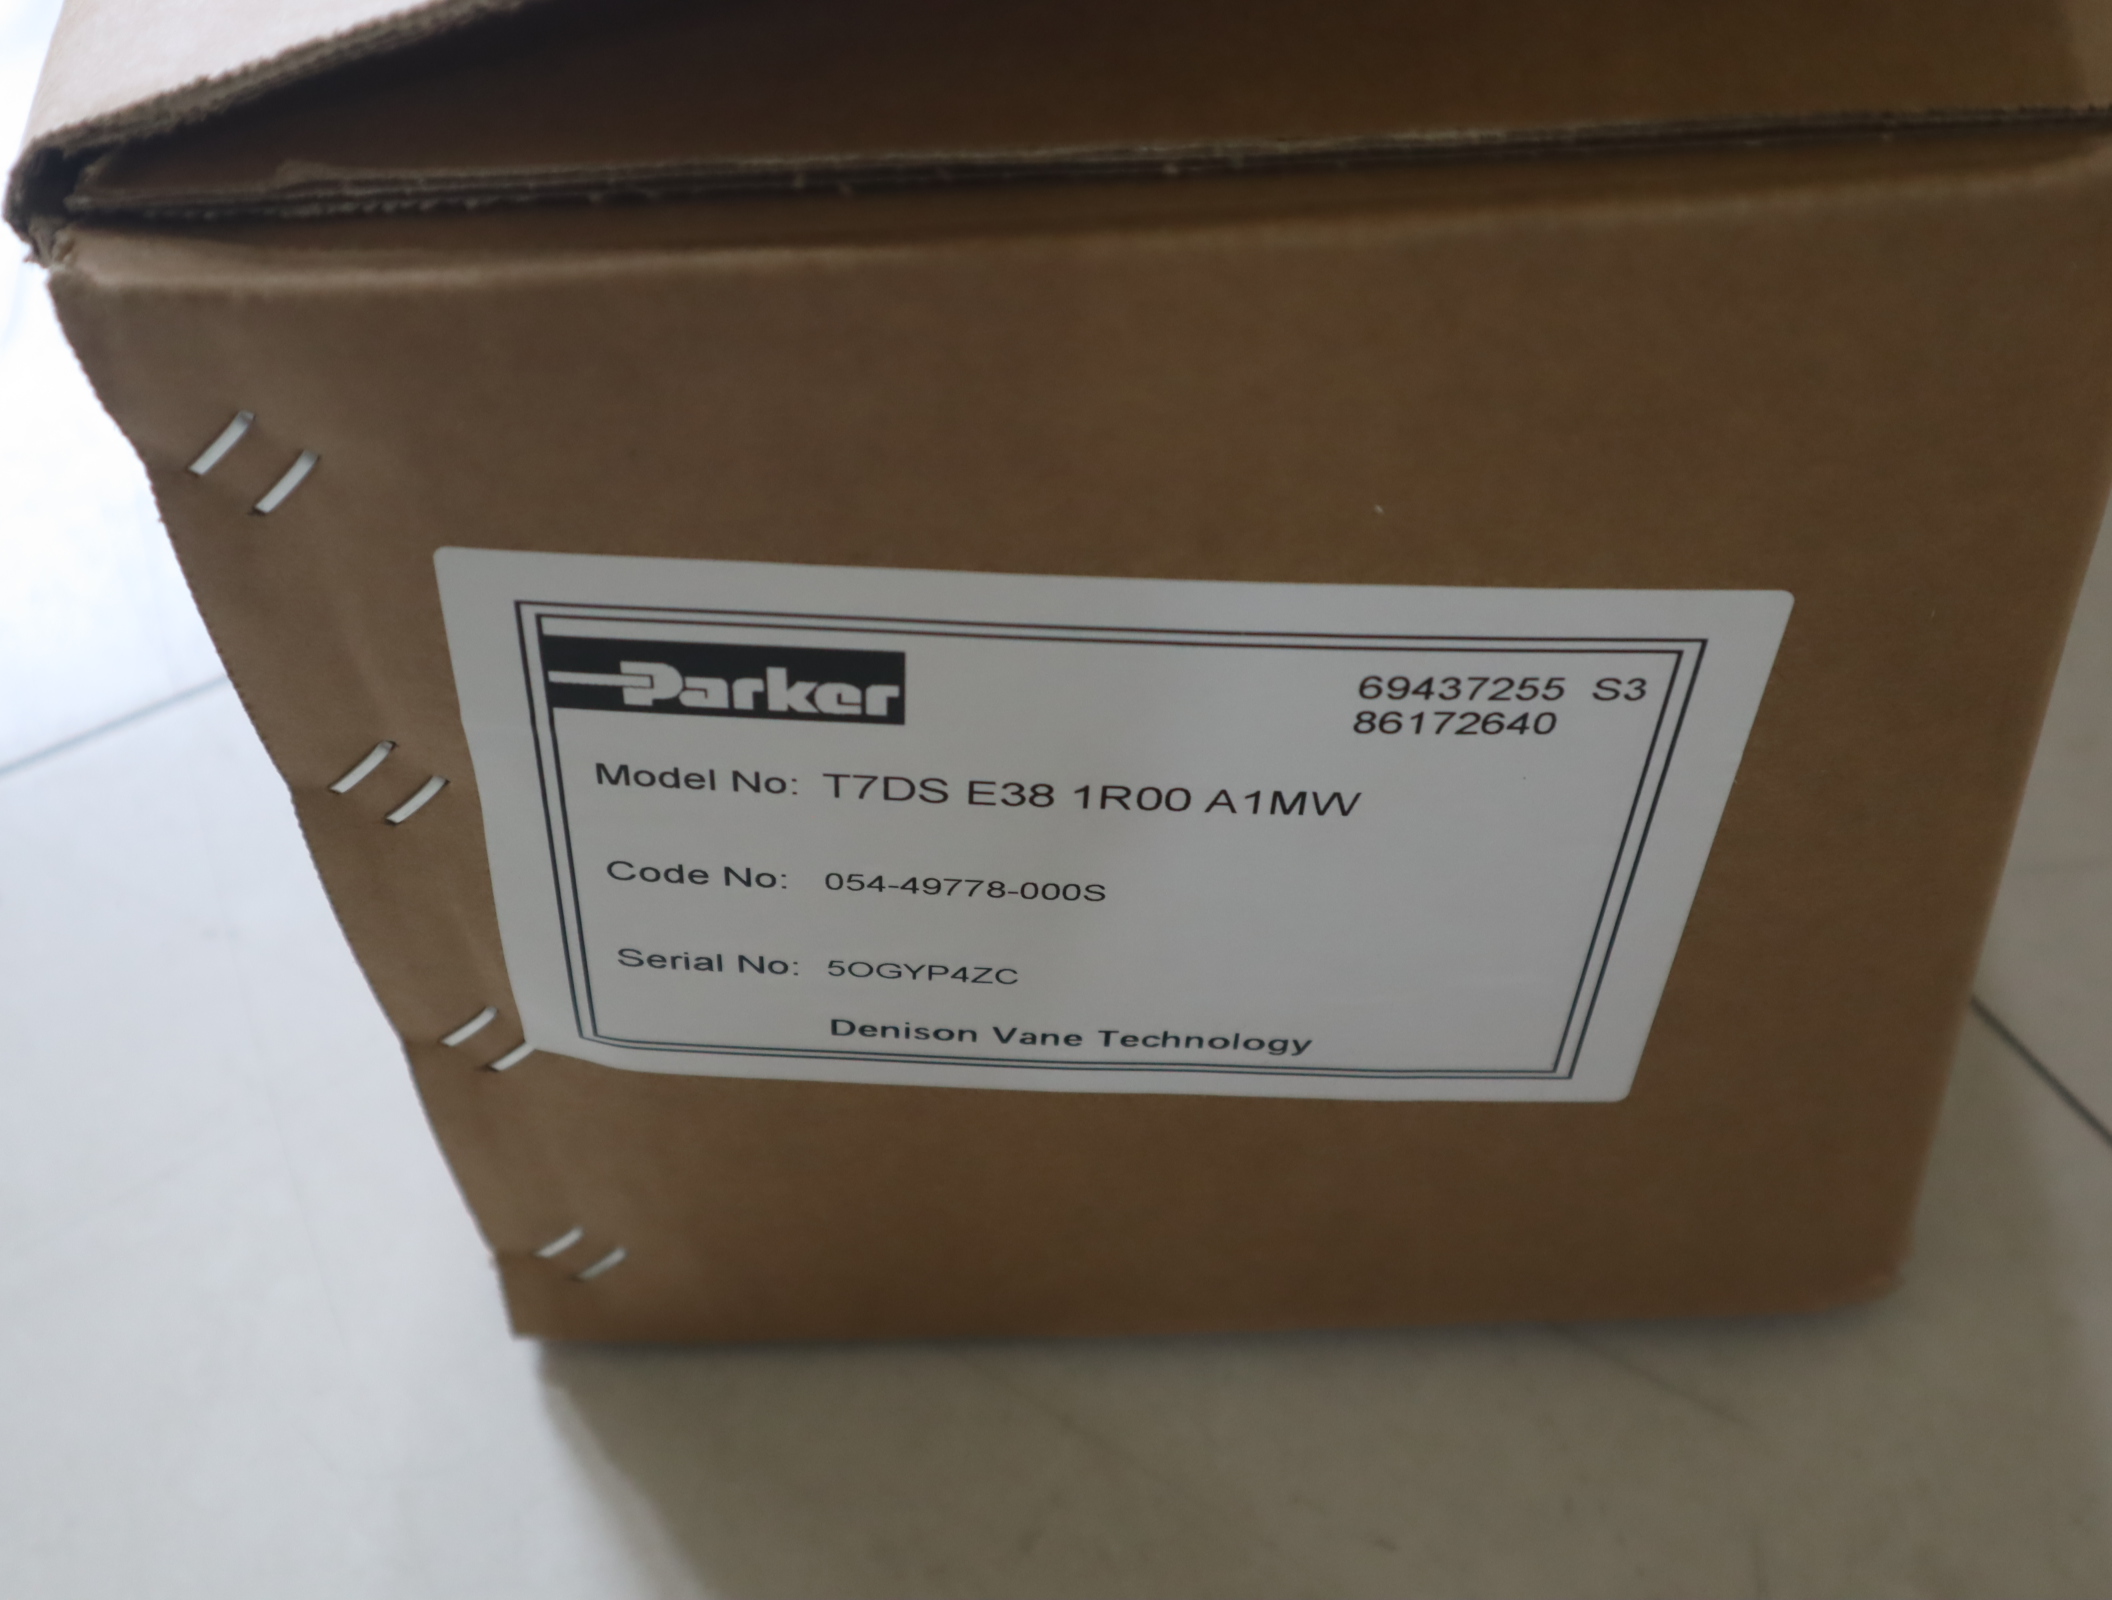 Parker
69437255 S3
86172640
Model No: T7DS E38 1R00 A1MW
Code No: 054-49778-000S
Serial No: 5OGYP4ZC
Denison Vane Technology